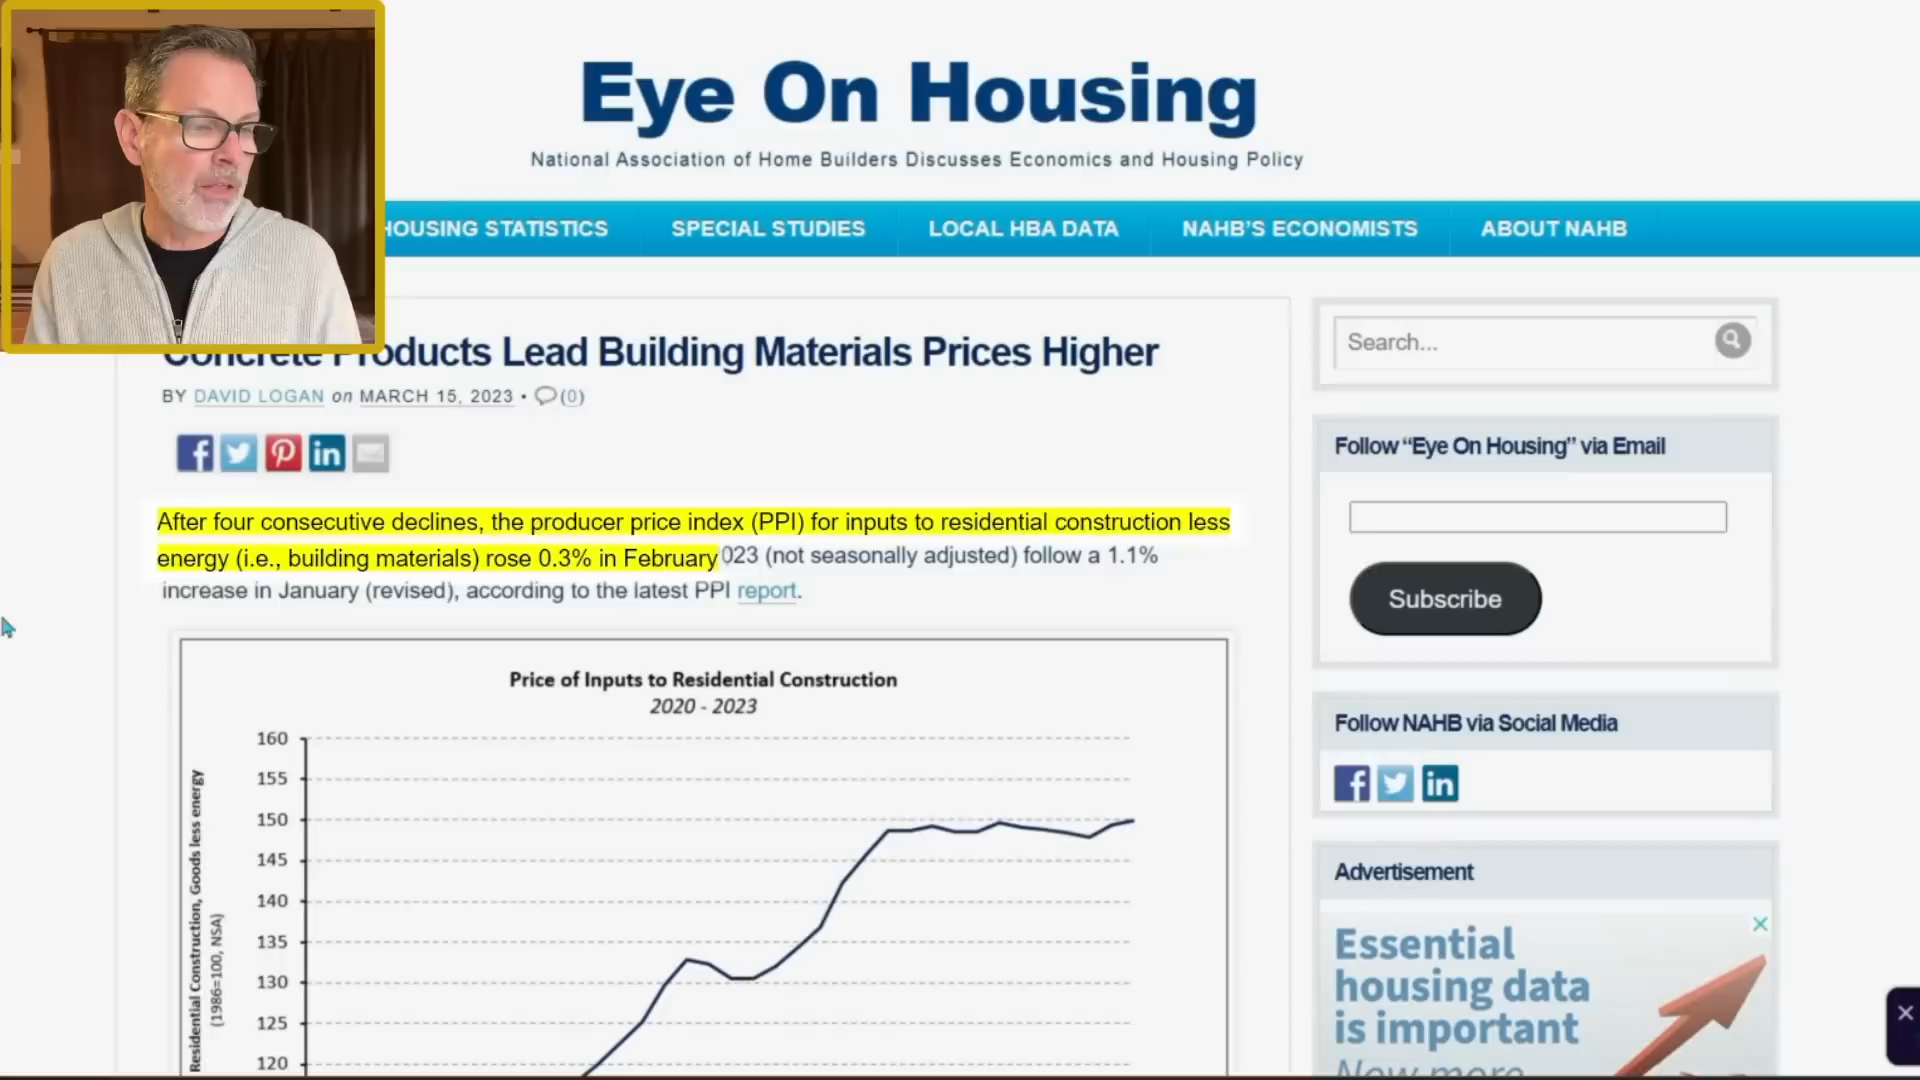 Eye On Housing
National Association of Home Builders Discusses Economics and Housing Policy
HOUSING STATISTICS
SPECIAL STUDIES
LOCAL HBA DATA
NAHB'S ECONOMISTS
ABOUT NAHB
Concrete Products Lead Building Materials Prices Higher
BY DAVID LOGAN on MARCH 15, 2023 • (0)
After four consecutive declines, the producer price index (PPI) for inputs to residential construction less
energy (i.e., building materials) rose 0.3% in February 023 (not seasonally adjusted) follow a 1.1%
increase in January (revised), according to the latest PPI report.
Price of Inputs to Residential Construction
2020 - 2023
160
155
150
145
140
135
130
125
120
Residential Construction, Goods less energy
(1986=100, NSA)
Search...
Follow “Eye On Housing” via Email
Subscribe
Follow NAHB via Social Media
Advertisement
Essential
housing data
is important
Now more